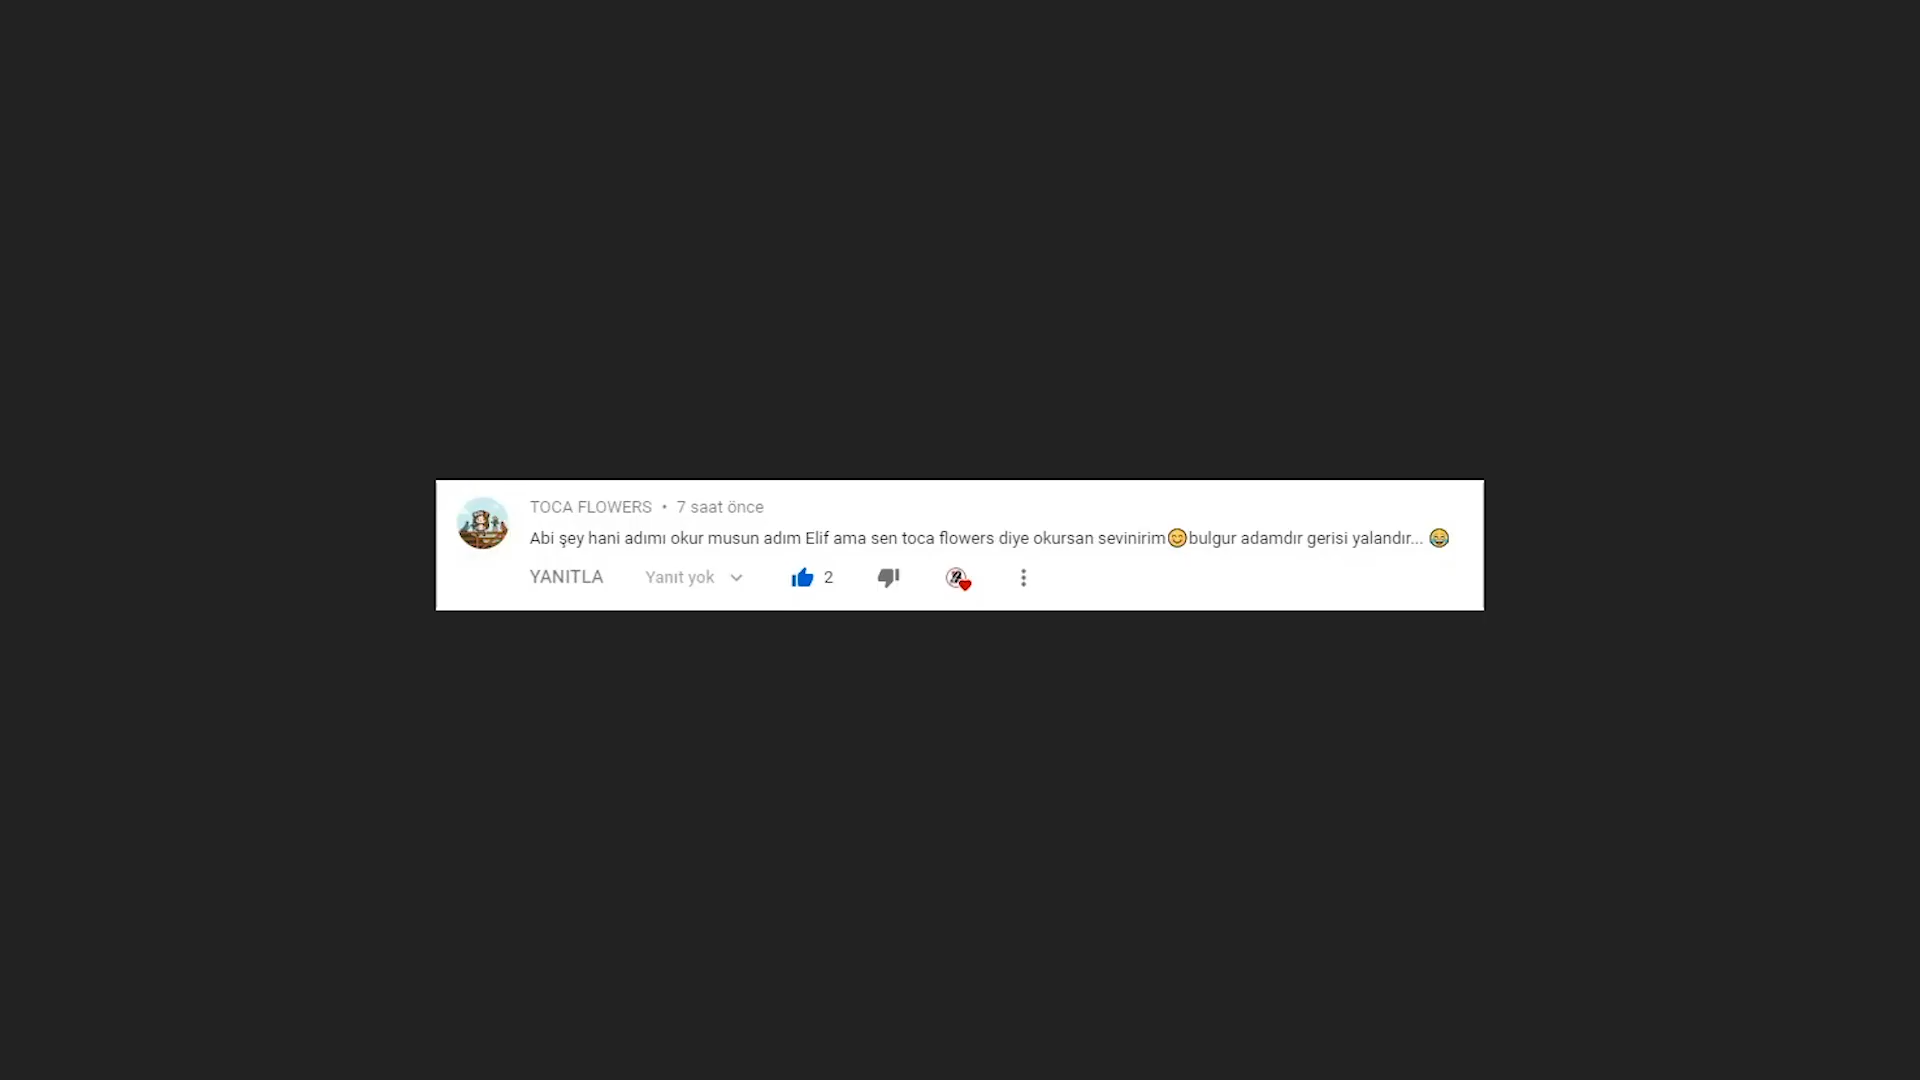 TOCA FLOWERS • 7 saat önce
Abi şey hani adımı okur musun adım Elif ama sen toca flowers diye okursan sevinirim😊bulgur adamdır gerisi yalandır... 😂
YANITLA Yanıt yok 2